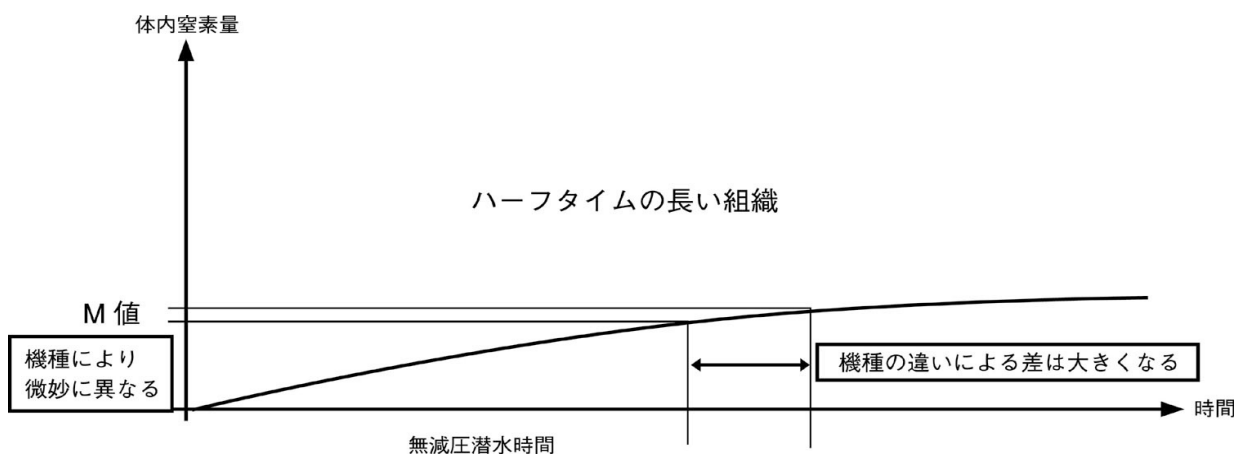 体内窒素量
ハーフタイムの長い組織
M 値
機種により
微妙に異なる
機種の違いによる差は大きくなる
時間
無減圧潜水時間